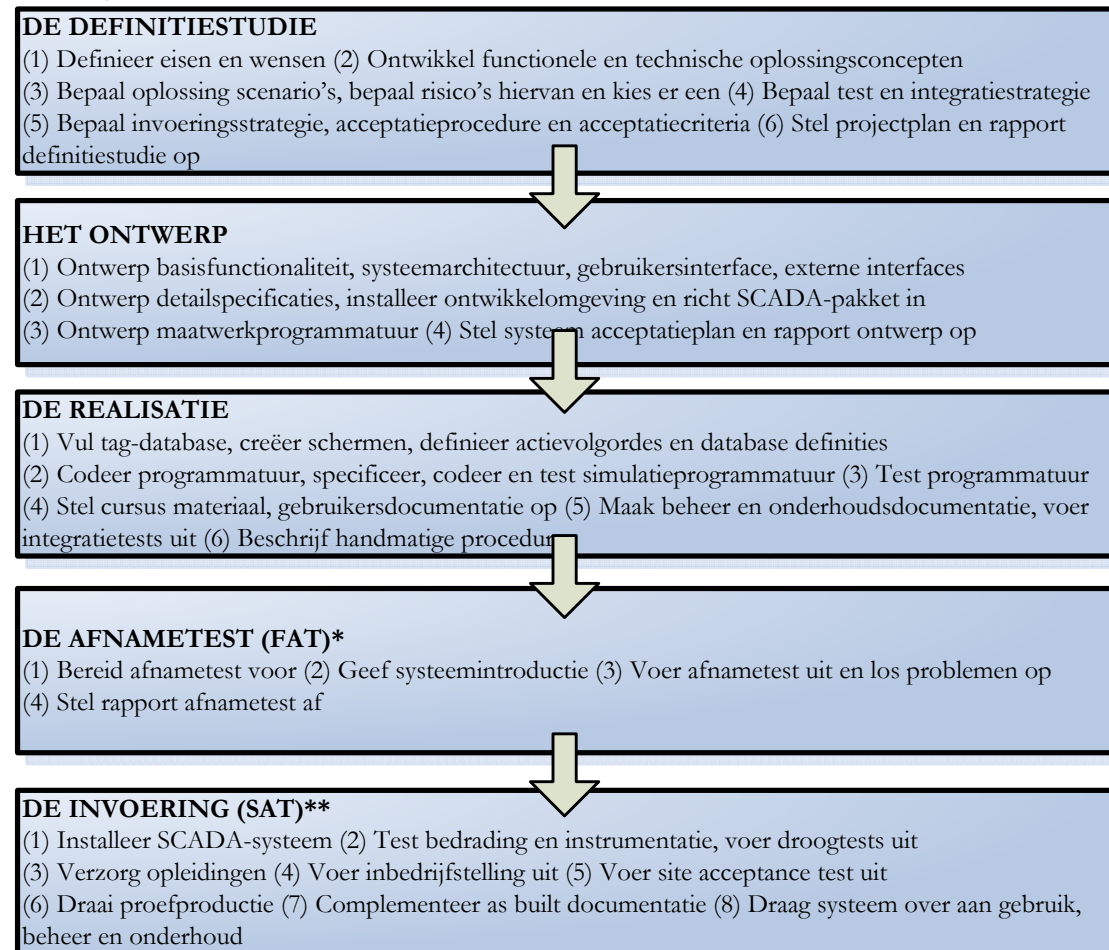 DE DEFINITIESTUDIE
(1) Definieer eisen en wensen (2) Ontwikkel functionele en technische oplossingsconcepten
(3) Bepaal oplossing scenario’s, bepaal risico’s hiervan en kies er een (4) Bepaal test en integratiestrategie
(5) Bepaal invoeringsstrategie, acceptatieprocedure en acceptatiecriteria (6) Stel projectplan en rapport
definitiestudie op
HET ONTWERP
(1) Ontwerp basisfunctionaliteit, systeemarchitectuur, gebruikersinterface, externe interfaces
(2) Ontwerp detailspecificaties, installeer ontwikkelomgeving en richt SCADA-pakket in
(3) Ontwerp maatwerkprogrammatuur (4) Stel systeem acceptatieplan en rapport ontwerp op
DE REALISATIE
(1) Vul tag-database, creëer schermen, definieer actievolgordes en database definities
(2) Codeer programmatuur, specificeer, codeer en test simulatieprogrammatuur (3) Test programmatuur
(4) Stel cursus materiaal, gebruikersdocumentatie op (5) Maak beheer en onderhoudsdocumentatie, voer
integratietests uit (6) Beschrijf handmatige
DE AFNAMETEST (FAT)*
(1) Bereid afnametest voor (2) Geef systeemintroductie (3) Voer afnametest uit en los problemen op
(4) Stel rapport afnametest af
DE INVOERING (SAT)**
(1) Installeer SCADA-systeem (2) Test bedrading en instrumentatie, voer droogtests uit
(3) Verzorg opleidingen (4) Voer inbedrijfstelling uit (5) Voer site acceptance test uit
(6) Draai proefproductie (7) Complementeer as built documentatie (8) Draag systeem over aan gebruik,
beheer en onderhoud